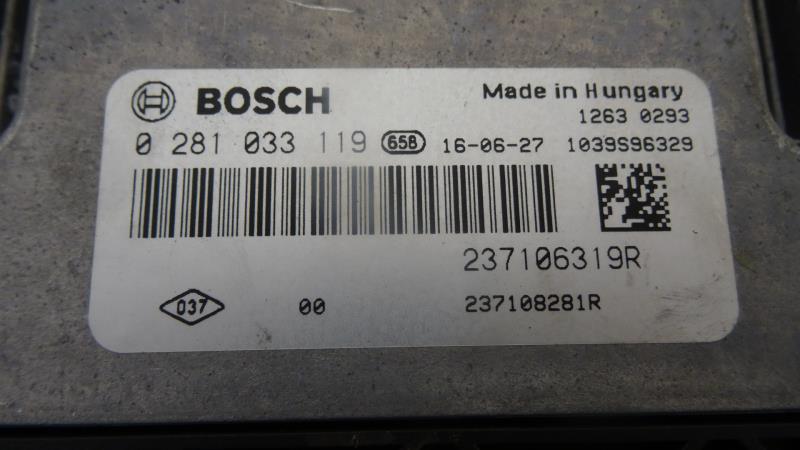 BOSCH Made in Hungary
1263 0293
0 281 033 119 658 16-06-27 1039S96329
237106319R
037 00 237108281R